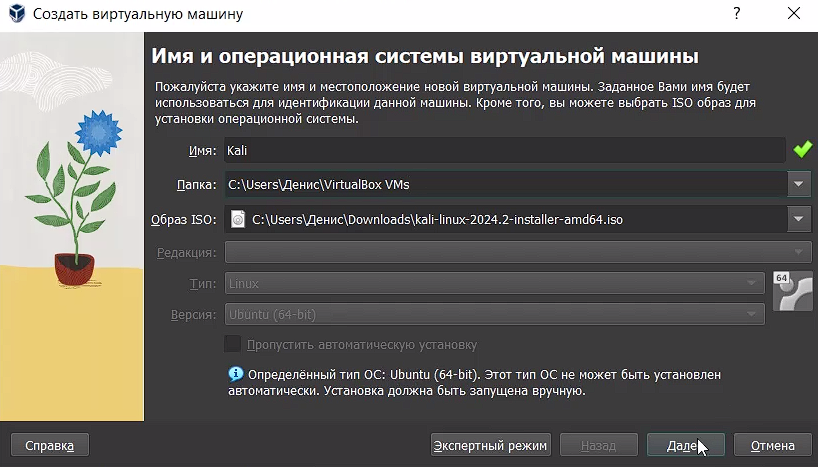 Создать виртуальную машину
?
Имя и операционная системы виртуальной машины
Пожалуйста укажите имя и местоположение новой виртуальной машины. Заданное Вами имя будет
использоваться для идентификации данной машины. Кроме того, вы можете выбрать ISO образ для
установки операционной системы.
Имя: Kali
Папка: C:\Users\Денис\VirtualBox VMs
Образ ISO: C:\Users\Денис\Downloads\kali-linux-2024.2-installer-amd64.iso
Редакция:
Тип: Linux
64
Версия: Ubuntu (64-bit)
Пропустить автоматическую установку
Определённый тип ОС: Ubuntu (64-bit). Этот тип ОС не может быть установлен
автоматически. Установка должна быть запущена вручную.
Справка Экспертный режим Назад Далее Отмена